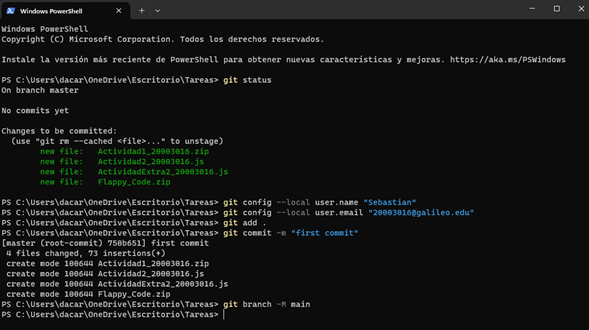 Windows PowerShell
Windows PowerShell
Copyright (C) Microsoft Corporation. Todos los derechos reservados.
Instale la versión más reciente de PowerShell para obtener nuevas características y mejoras. https://aka.ms/PSWindows
PS C:\Users\dacar\OneDrive\Escritorio\Tareas> git status
On branch master
No commits yet
Changes to be committed:
  (use "git rm --cached <file>..." to unstage)
        new file:   Actividad1_20003016.zip
        new file:   Actividad2_20003016.js
        new file:   ActividadExtra2_20003016.js
        new file:   Flappy_Code.zip
PS C:\Users\dacar\OneDrive\Escritorio\Tareas> git config --local user.name "Sebastian"
PS C:\Users\dacar\OneDrive\Escritorio\Tareas> git config --local user.email "20003016@galileo.edu"
PS C:\Users\dacar\OneDrive\Escritorio\Tareas> git add .
PS C:\Users\dacar\OneDrive\Escritorio\Tareas> git commit -m "first commit"
[master (root-commit) 750b651] first commit
 4 files changed, 73 insertions(+)
 create mode 100644 Actividad1_20003016.zip
 create mode 100644 Actividad2_20003016.js
 create mode 100644 ActividadExtra2_20003016.js
 create mode 100644 Flappy_Code.zip
PS C:\Users\dacar\OneDrive\Escritorio\Tareas> git branch -M main
PS C:\Users\dacar\OneDrive\Escritorio\Tareas>